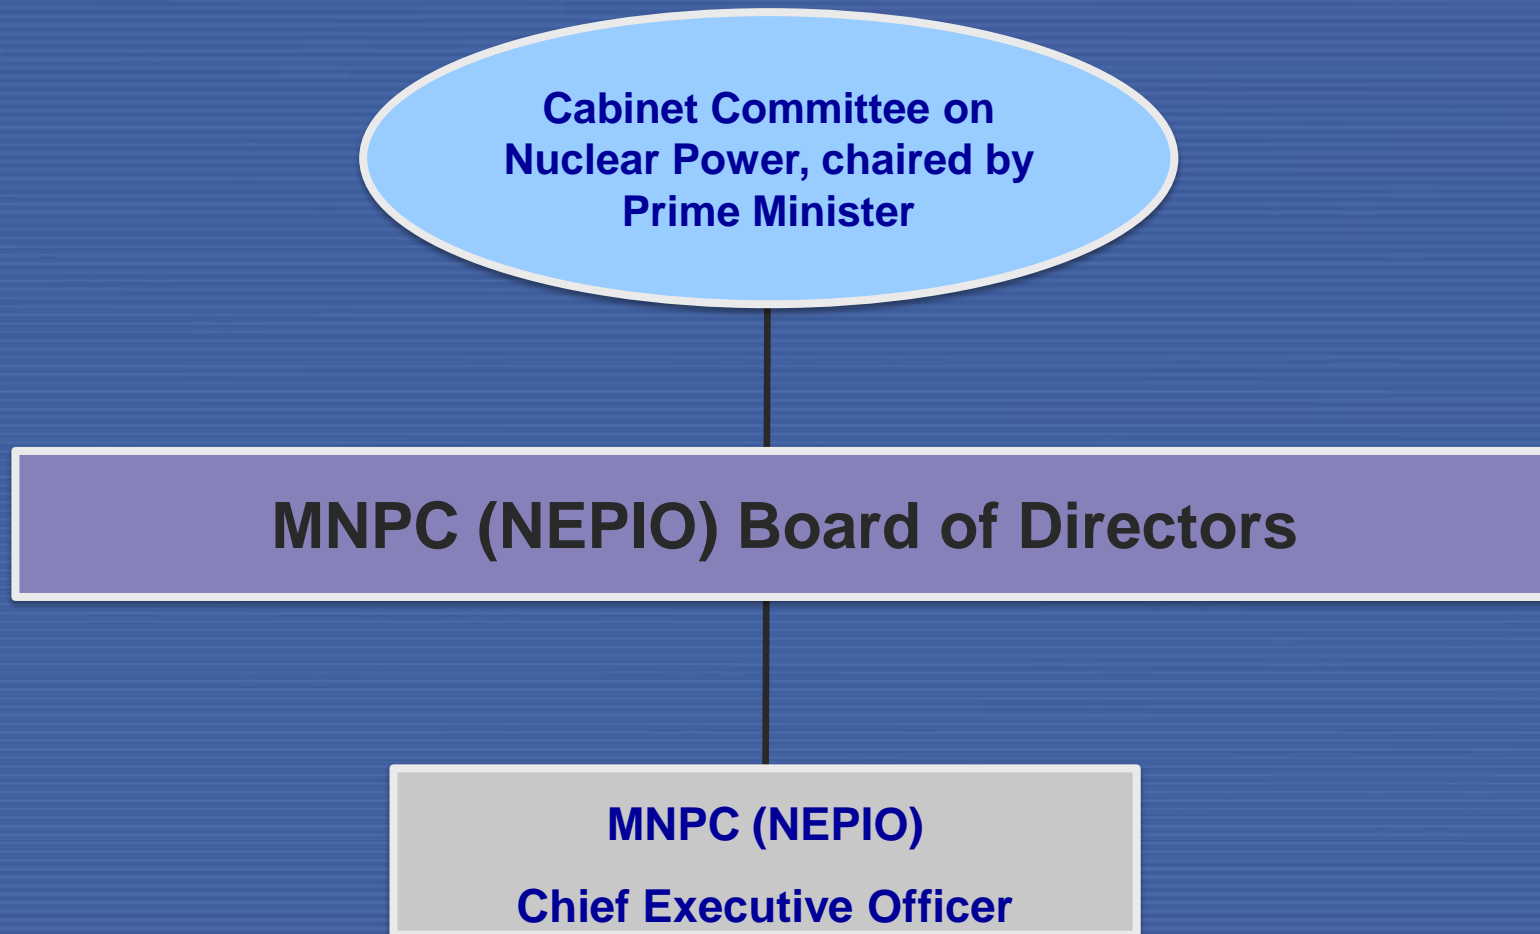 Cabinet Committee on
Nuclear Power, chaired by
Prime Minister
MNPC (NEPIO) Board of Directors
MNPC (NEPIO)
Chief Executive Officer